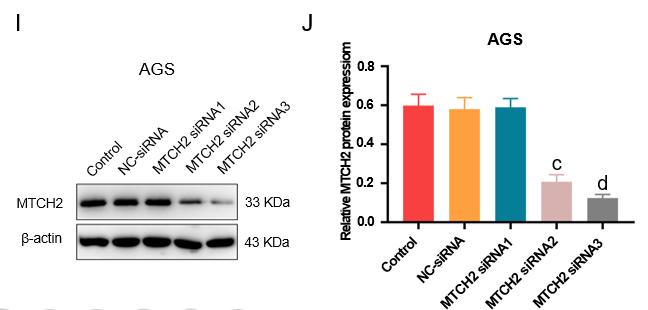 I
AGS
Control
NC-siRNA
MTCH2 siRNA1
MTCH2 siRNA2
MTCH2 siRNA3
MTCH2
33 KDa
β-actin
43 KDa
J
AGS
Relative MTCH2 protein expressiom
0.8
0.6
0.4
0.2
0.0
c
d
Control
NC-siRNA
MTCH2 siRNA1
MTCH2 siRNA2
MTCH2 siRNA3